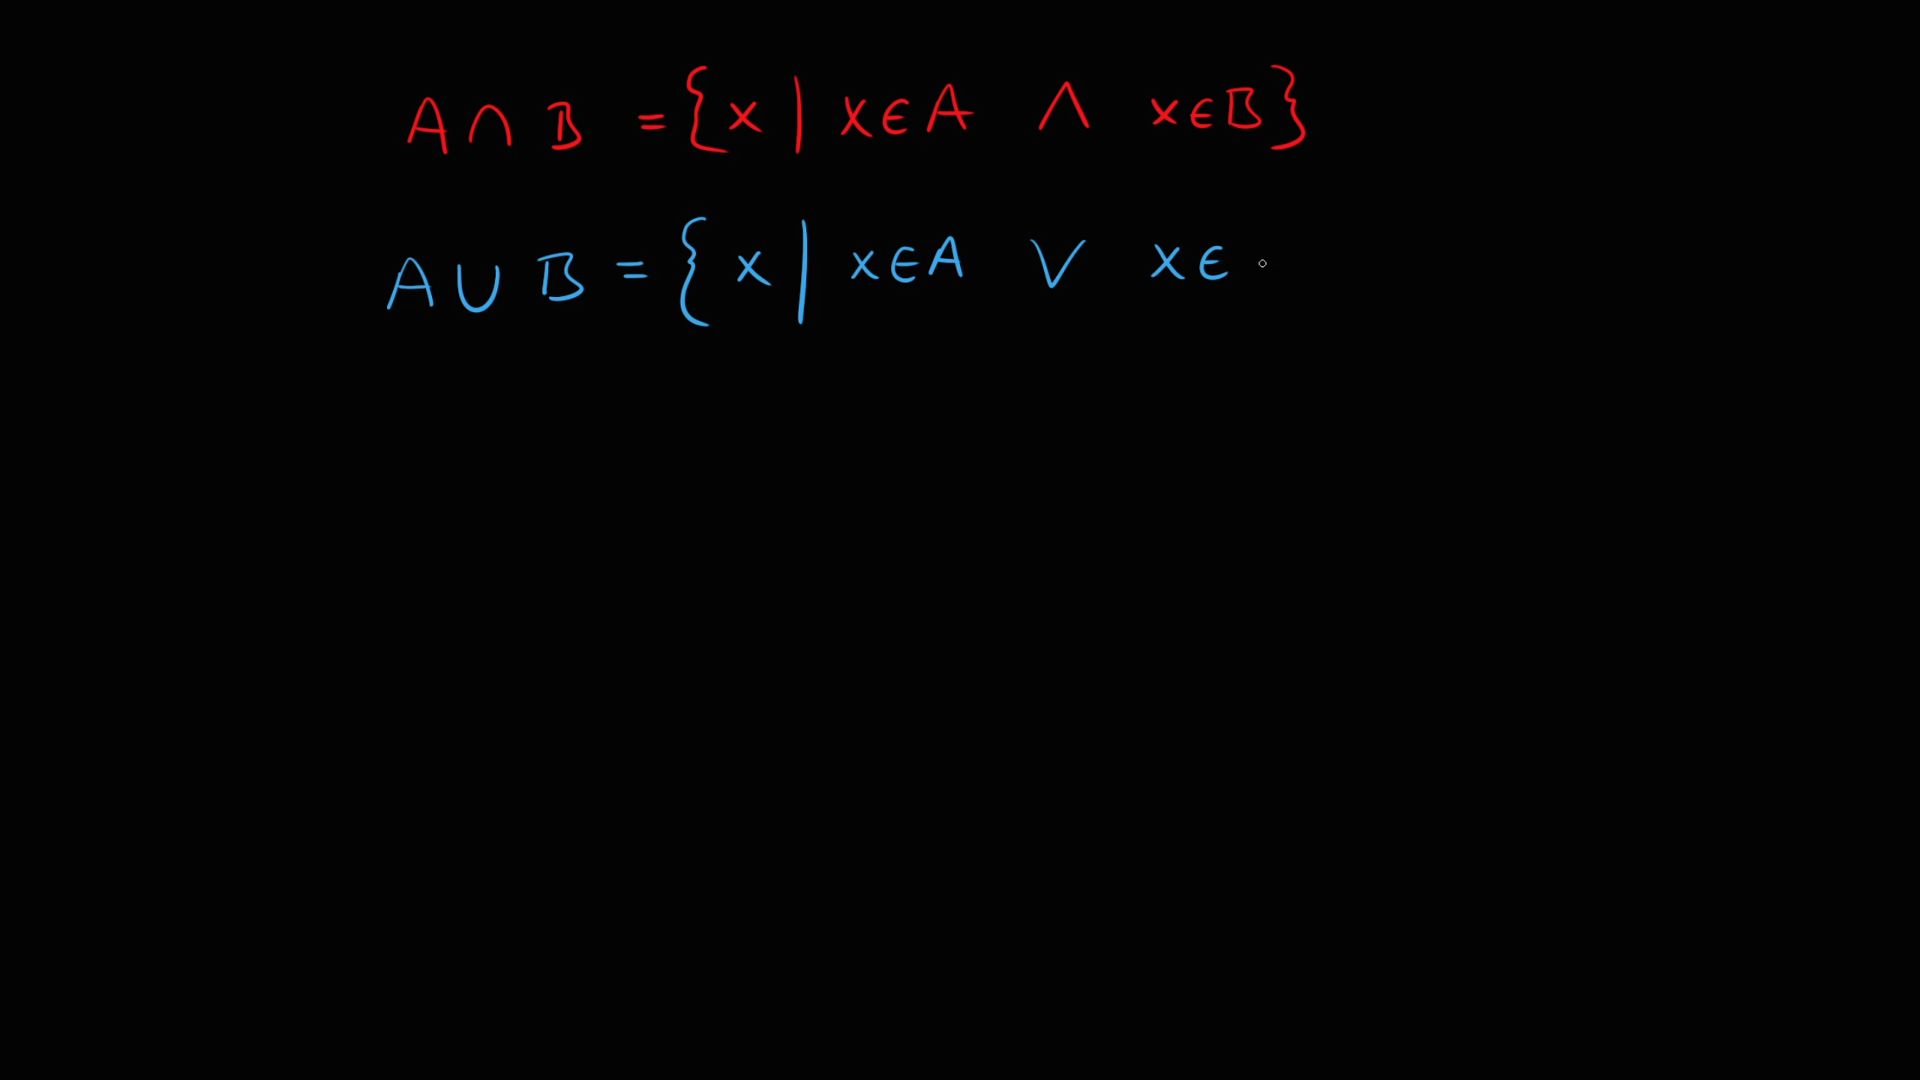 A ∩ B = {x | x ∈ A ∧ x ∈ B}
A ∪ B = {x | x ∈ A ∨ x ∈